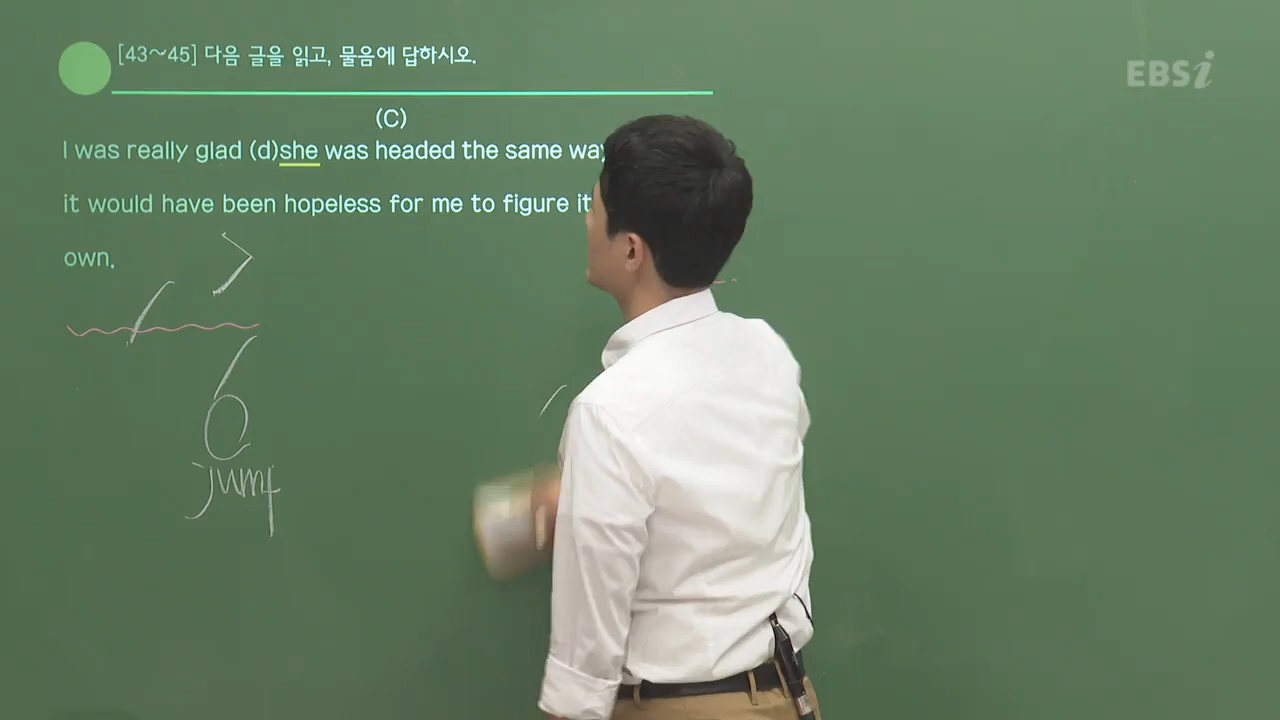 [43~45] 다음 글을 읽고, 물음에 답하시오.
EBSi
(C)
I was really glad (d)she was headed the same way
it would have been hopeless for me to figure it
own.
jump